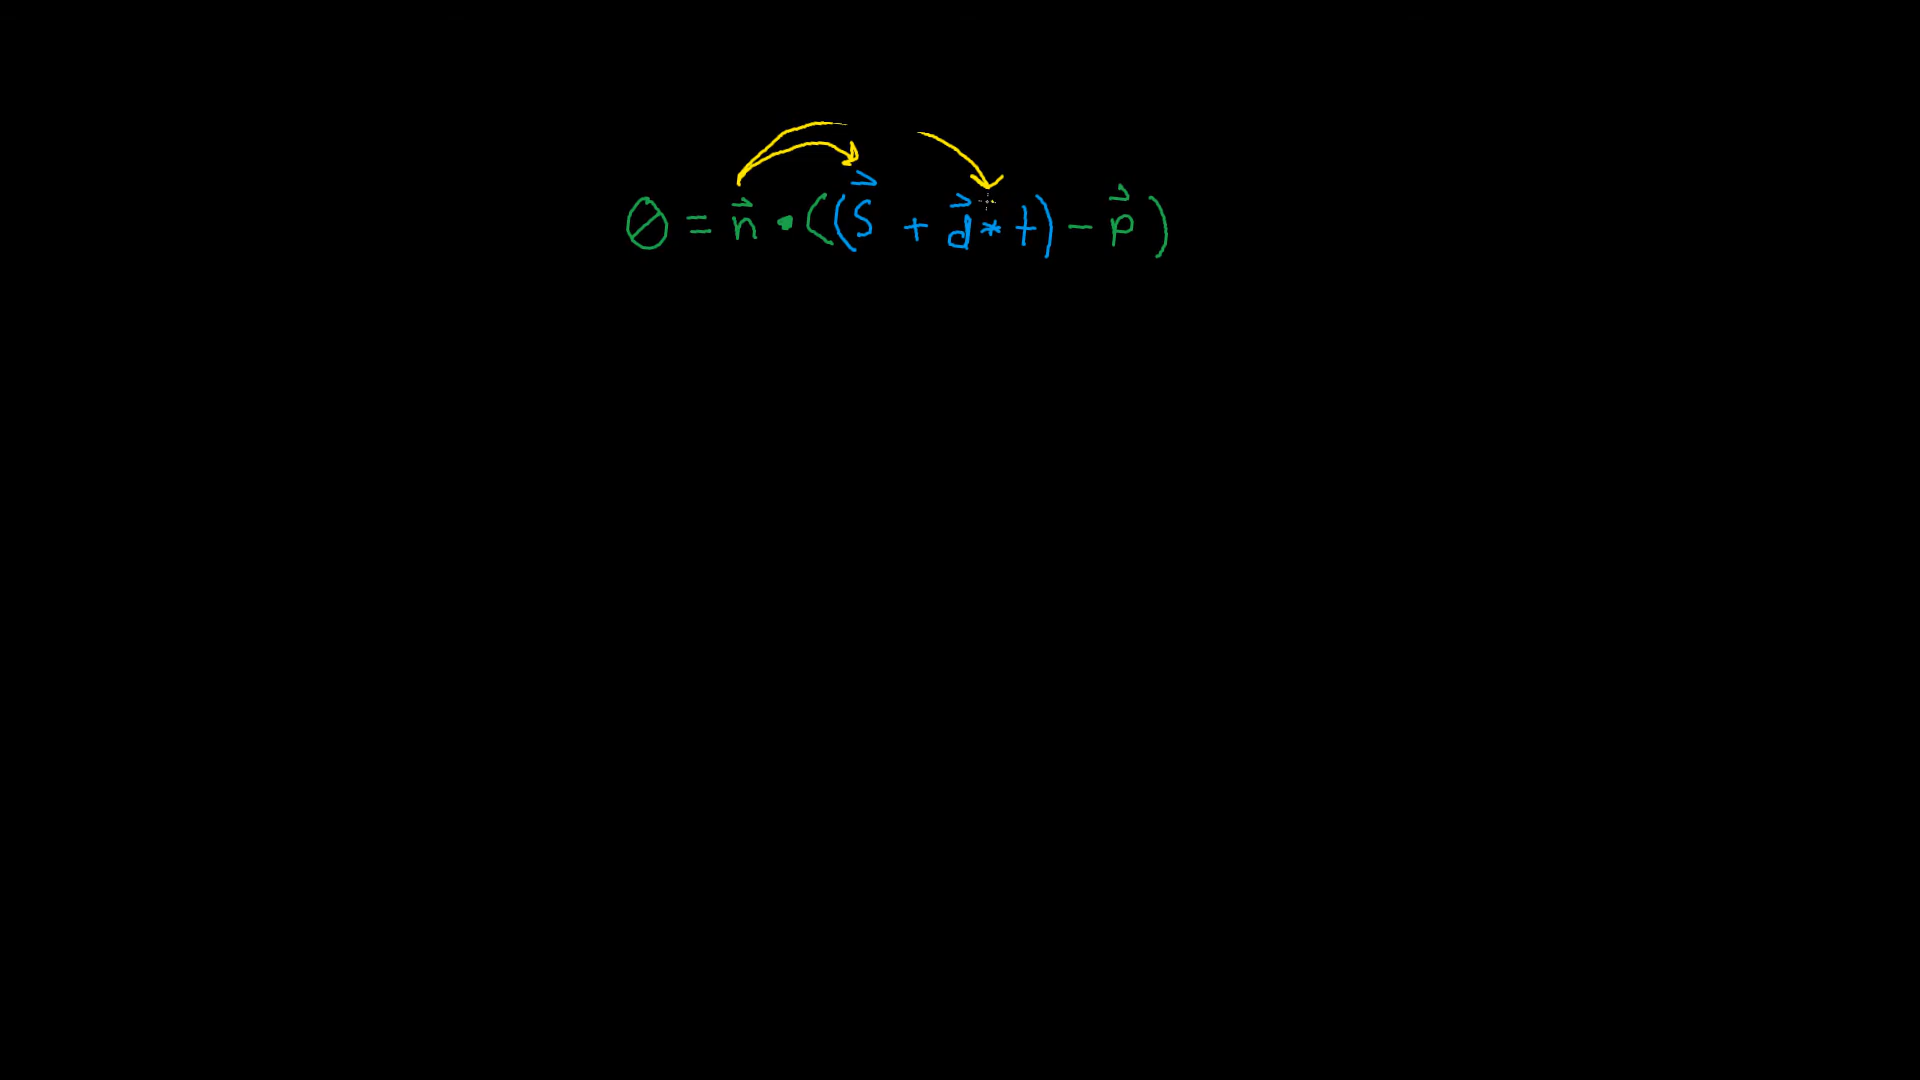 0 = n⃗ • ((s⃗ + d⃗ * t) - p⃗)